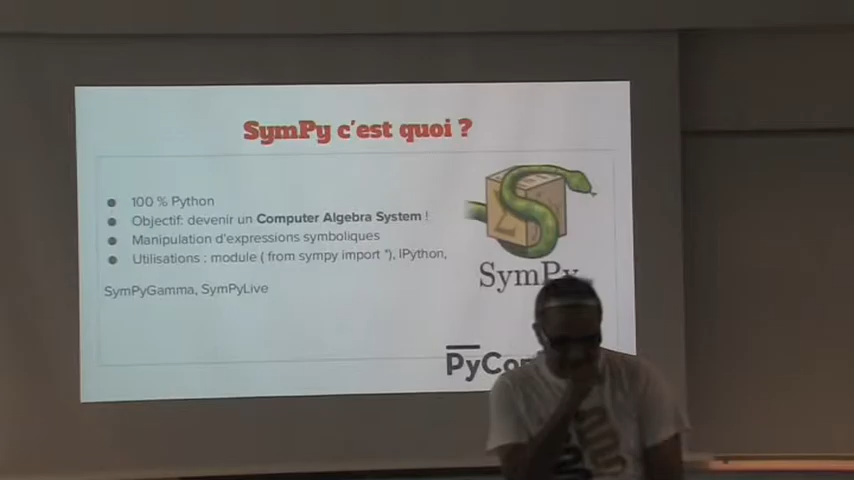 SymPy c'est quoi ?
100 % Python
Objectif: devenir un Computer Algebra System !
Manipulation d'expressions symboliques
Utilisations : module ( from sympy import *), IPython,
SymPyGamma, SymPyLive
SymPy